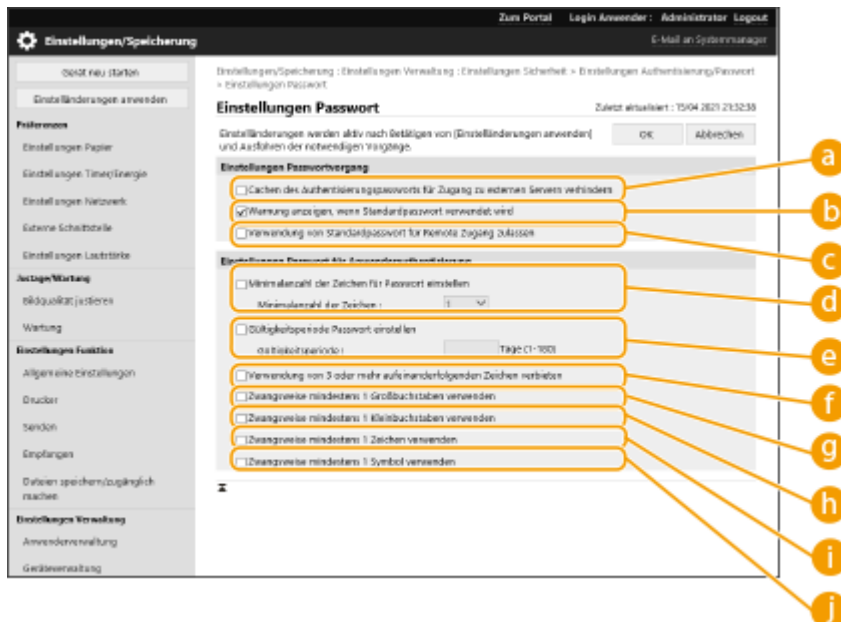 Zum Portal Login Anwender : Administrator Logout
Einstellungen/Speicherung
E-Mail an Systemmanager
Gerät neu starten
Einstelländerungen anwenden
Präferenzen
Einstellungen Papier
Einstellungen Timer/Energie
Einstellungen Netzwerk
Externe Schnittstelle
Einstellungen Lautstärke
Justage/Wartung
Bildqualität justieren
Wartung
Einstellungen Funktion
Allgemeine Einstellungen
Drucker
Senden
Empfangen
Dateien speichern/zugänglich
machen
Einstellungen Verwaltung
Anwenderverwaltung
Geräteverwaltung
Einstellungen/Speicherung : Einstellungen Verwaltung : Einstellungen Sicherheit > Einstellungen Authentisierung/Passwort
> Einstellungen Passwort
Einstellungen Passwort
Zuletzt aktualisiert : 15/04 2021 21:32:38
Einstelländerungen werden aktiv nach Betätigen von [Einstelländerungen anwenden]
und Ausführen der notwendigen Vorgänge.
OK Abbrechen
Einstellungen Passwortvorgang
Cachen des Authentisierungspassworts für Zugang zu externen Servern verhindern
Warnung anzeigen, wenn Standardpasswort verwendet wird
Verwendung von Standardpasswort für Remote Zugang zulassen
Einstellungen Passwort für Anwenderauthentisierung
Minimalanzahl der Zeichen für Passwort einstellen
Minimalanzahl der Zeichen : 1
Gültigkeitsperiode Passwort einstellen
Gültigkeitsperiode : Tage (1-180)
Verwendung von 3 oder mehr aufeinanderfolgenden Zeichen verbieten
Zwangsweise mindestens 1 Großbuchstaben verwenden
Zwangsweise mindestens 1 Kleinbuchstaben verwenden
Zwangsweise mindestens 1 Zeichen verwenden
Zwangsweise mindestens 1 Symbol verwenden
a
b
c
d
e
f
g
h
i
j